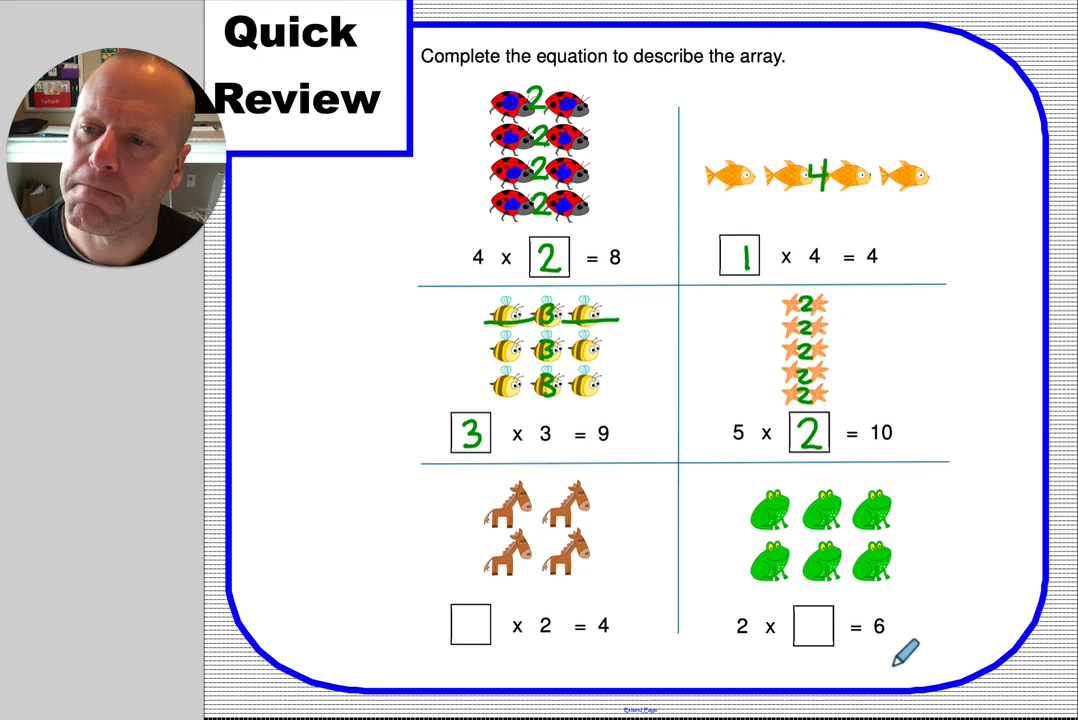 Quick
Review
Complete the equation to describe the array.
2
2
2
2
4 x 2 = 8
4
1 x 4 = 4
3
3
3
3 x 3 = 9
2
2
2
2
2
5 x 2 = 10
x 2 = 4
2 x = 6
Extend Page